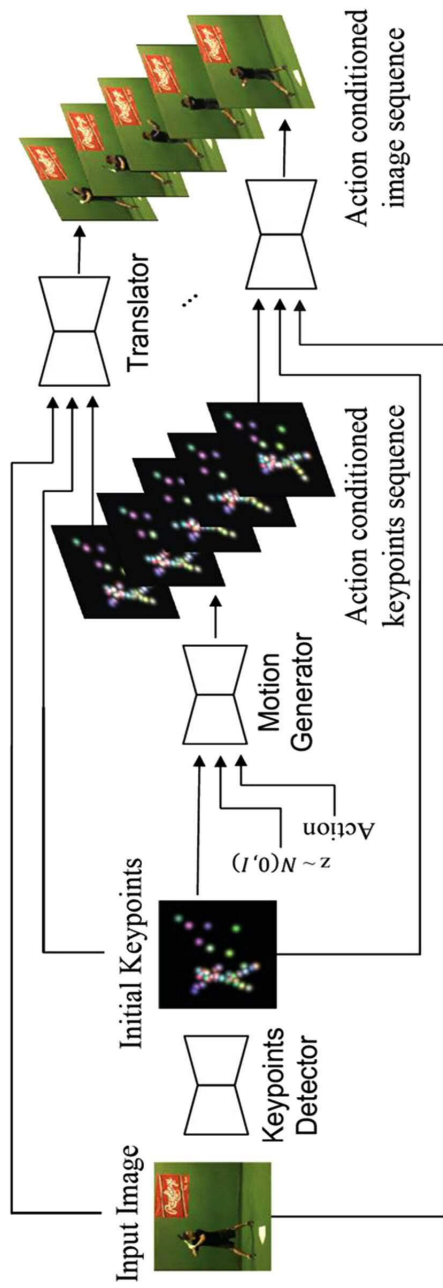 Input Image
Keypoints
Detector
Initial Keypoints
z ~ N(0,I)
Action
Motion
Generator
Action conditioned
keypoints sequence
Translator
...
Action conditioned
image sequence